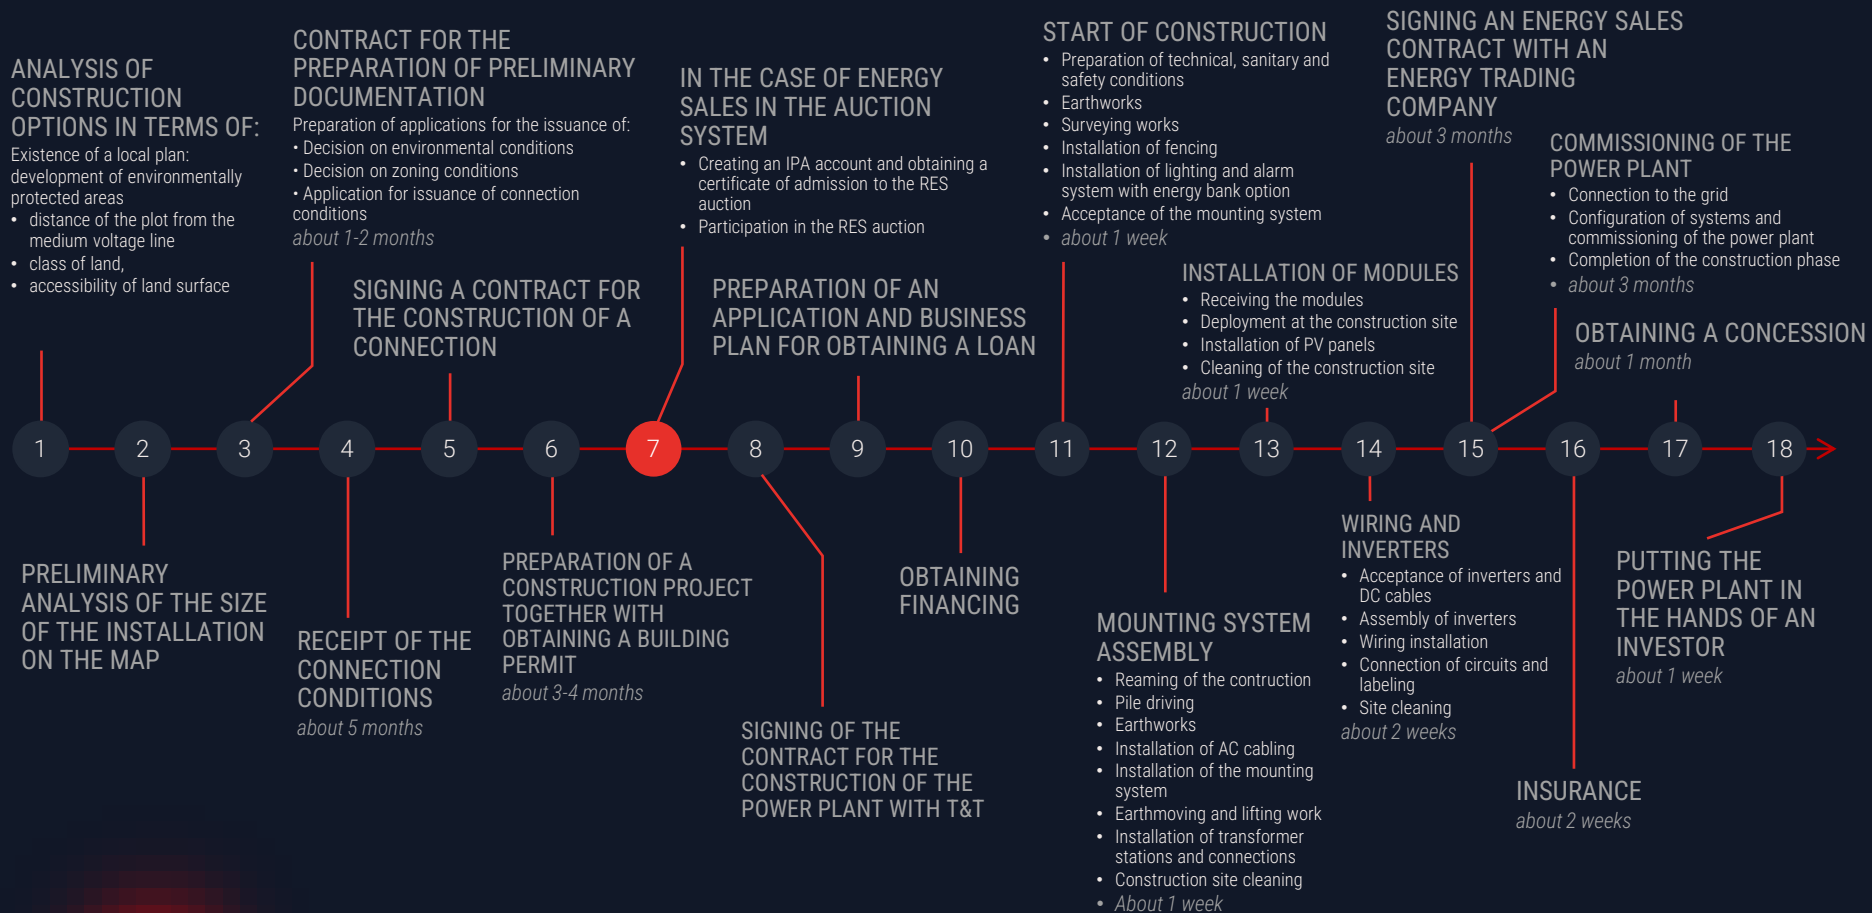 ANALYSIS OF
CONSTRUCTION
OPTIONS IN TERMS OF:
Existence of a local plan:
development of environmentally
protected areas
• distance of the plot from the
medium voltage line
• class of land,
• accessibility of land surface
CONTRACT FOR THE
PREPARATION OF PRELIMINARY
DOCUMENTATION
Preparation of applications for the issuance of:
• Decision on environmental conditions
• Decision on zoning conditions
• Application for issuance of connection
conditions
about 1-2 months
SIGNING A CONTRACT FOR
THE CONSTRUCTION OF A
CONNECTION
IN THE CASE OF ENERGY
SALES IN THE AUCTION
SYSTEM
• Creating an IPA account and obtaining a
certificate of admission to the RES
auction
• Participation in the RES auction
PREPARATION OF AN
APPLICATION AND BUSINESS
PLAN FOR OBTAINING A LOAN
START OF CONSTRUCTION
• Preparation of technical, sanitary and
safety conditions
• Earthworks
• Surveying works
• Installation of fencing
• Installation of lighting and alarm
system with energy bank option
• Acceptance of the mounting system
• about 1 week
INSTALLATION OF MODULES
• Receiving the modules
• Deployment at the construction site
• Installation of PV panels
• Cleaning of the construction site
about 1 week
SIGNING AN ENERGY SALES
CONTRACT WITH AN
ENERGY TRADING
COMPANY
about 3 months
COMMISSIONING OF THE
POWER PLANT
• Connection to the grid
• Configuration of systems and
commissioning of the power plant
• Completion of the construction phase
• about 3 months
OBTAINING A CONCESSION
about 1 month
1 2 3 4 5 6 7 8 9 10 11 12 13 14 15 16 17 18
PRELIMINARY
ANALYSIS OF THE SIZE
OF THE INSTALLATION
ON THE MAP
RECEIPT OF THE
CONNECTION
CONDITIONS
about 5 months
PREPARATION OF A
CONSTRUCTION PROJECT
TOGETHER WITH
OBTAINING A BUILDING
PERMIT
about 3-4 months
SIGNING OF THE
CONTRACT FOR THE
CONSTRUCTION OF THE
POWER PLANT WITH T&T
OBTAINING
FINANCING
MOUNTING SYSTEM
ASSEMBLY
• Reaming of the contruction
• Pile driving
• Earthworks
• Installation of AC cabling
• Installation of the mounting
system
• Earthmoving and lifting work
• Installation of transformer
stations and connections
• Construction site cleaning
• About 1 week
WIRING AND
INVERTERS
• Acceptance of inverters and
DC cables
• Assembly of inverters
• Wiring installation
• Connection of circuits and
labeling
• Site cleaning
about 2 weeks
INSURANCE
about 2 weeks
PUTTING THE
POWER PLANT IN
THE HANDS OF AN
INVESTOR
about 1 week